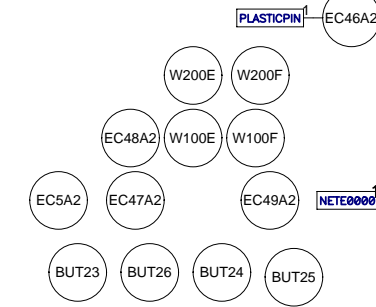 PLASTICPIN 1 EC46A2
W200E W200F
EC48A2 W100E W100F
EC5A2 EC47A2 EC49A2 NETE0000 1
BUT23 BUT26 BUT24 BUT25